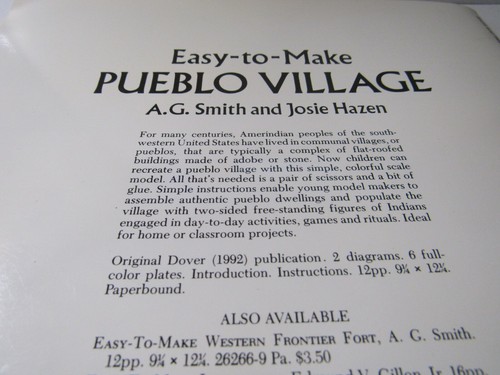 Easy-to-Make
PUEBLO VILLAGE
A.G. Smith and Josie Hazen
For many centuries, Amerindian peoples of the south-
western United States have lived in communal villages, or
pueblos, that are typically a complex of flat-roofed
buildings made of adobe or stone. Now children can
recreate a pueblo village with this simple, colorful scale
model. All that's needed is a pair of scissors and a bit of
glue. Simple instructions enable young model makers to
assemble authentic pueblo dwellings and populate the
village with two-sided free-standing figures of Indians
engaged in day-to-day activities, games and rituals. Ideal
for home or classroom projects.
Original Dover (1992) publication. 2 diagrams. 6 full-
color plates. Introduction. Instructions. 12pp. 9¼ × 12¼.
Paperbound.
ALSO AVAILABLE
EASY-TO-MAKE WESTERN FRONTIER FORT, A. G. Smith.
12pp. 9¼ × 12¼. 26266-9 Pa. $3.50
Edmund V. Gillon, Jr. 16pp.